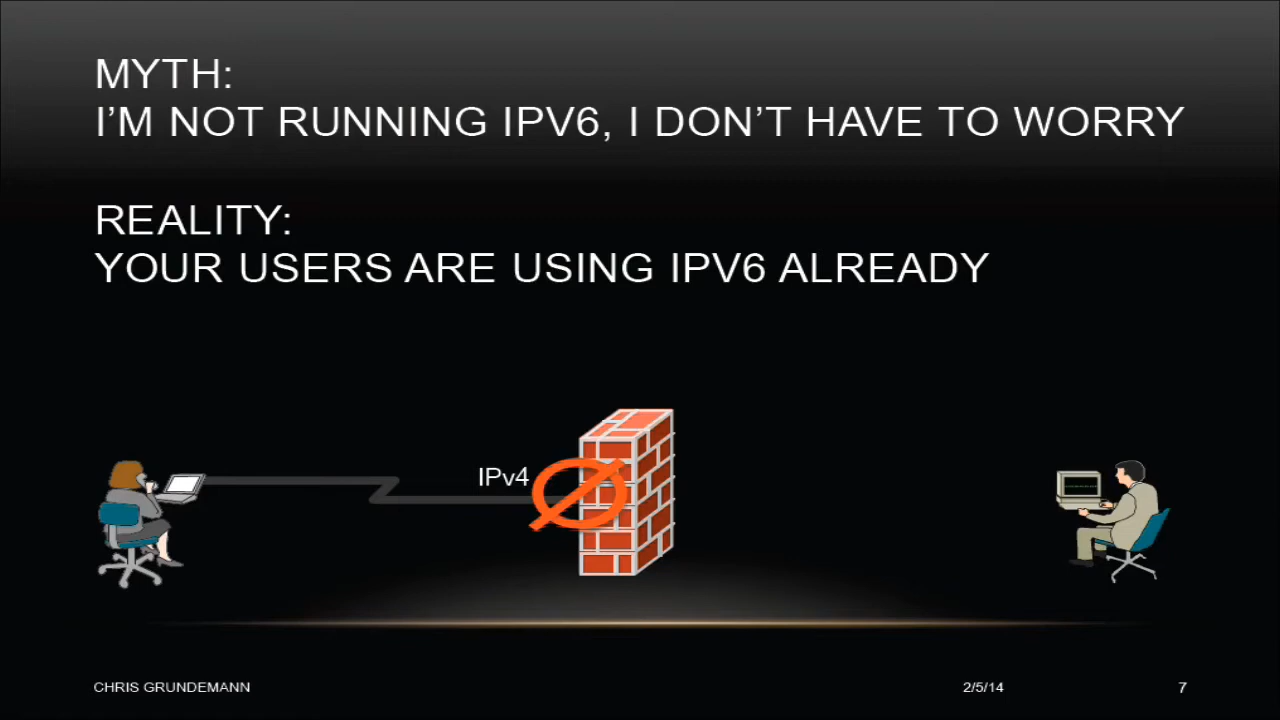 MYTH:
I'M NOT RUNNING IPV6, I DON'T HAVE TO WORRY
REALITY:
YOUR USERS ARE USING IPV6 ALREADY
IPv4
CHRIS GRUNDEMANN
2/5/14
7